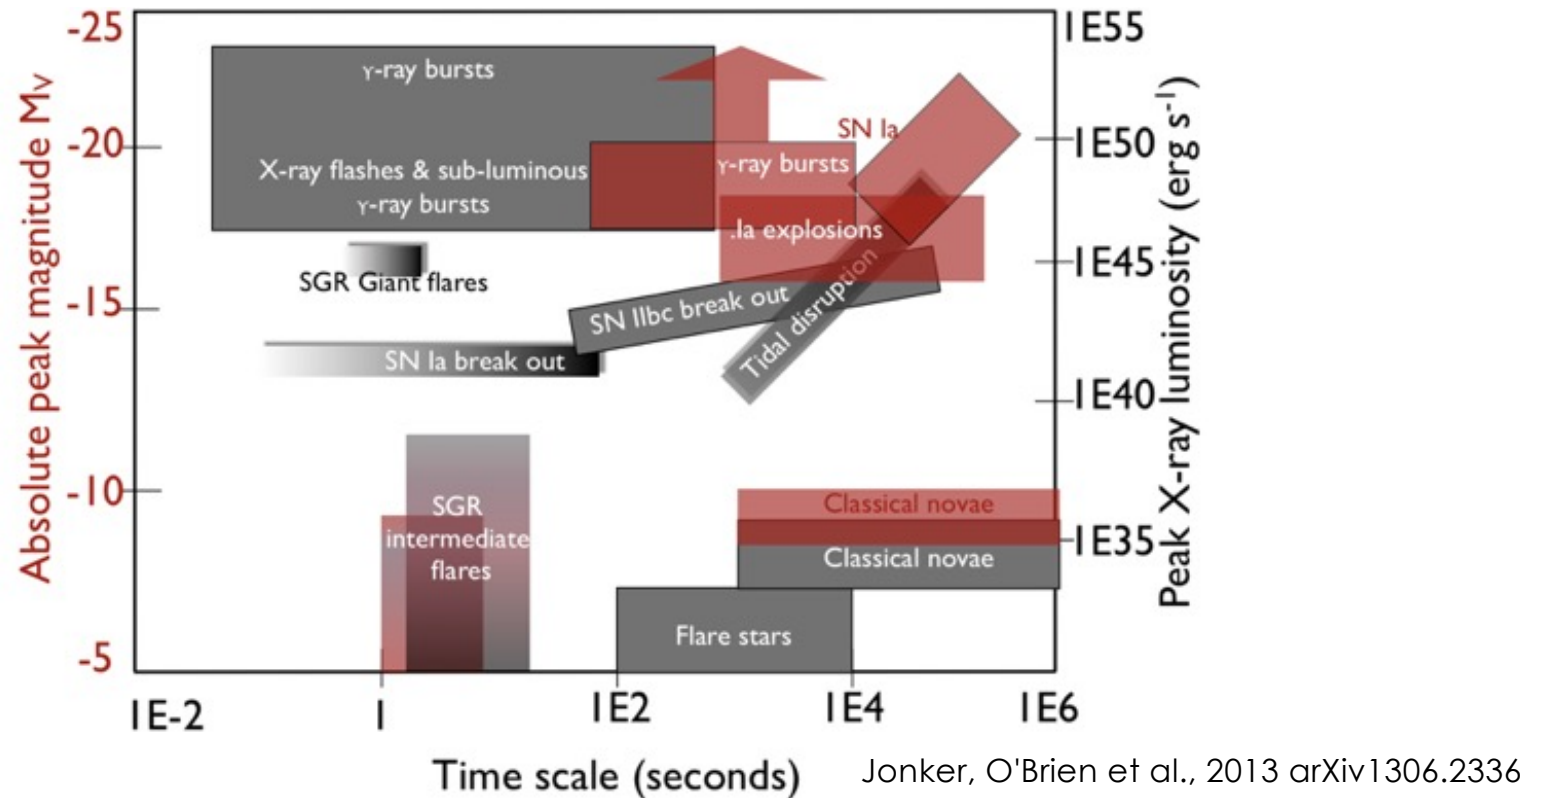 -25
-20
-15
-10
-5
Absolute peak magnitude Mv
1E55
1E50
1E45
1E40
1E35
Peak X-ray luminosity (erg s-1)
γ-ray bursts
X-ray flashes & sub-luminous
γ-ray bursts
SN Ia
γ-ray bursts
.Ia explosions
SGR Giant flares
SN IIbc break out
Tidal disruption
SN Ia break out
SGR
intermediate
flares
Classical novae
Classical novae
Flare stars
1E-2
1
1E2
1E4
1E6
Time scale (seconds)
Jonker, O'Brien et al., 2013 arXiv1306.2336